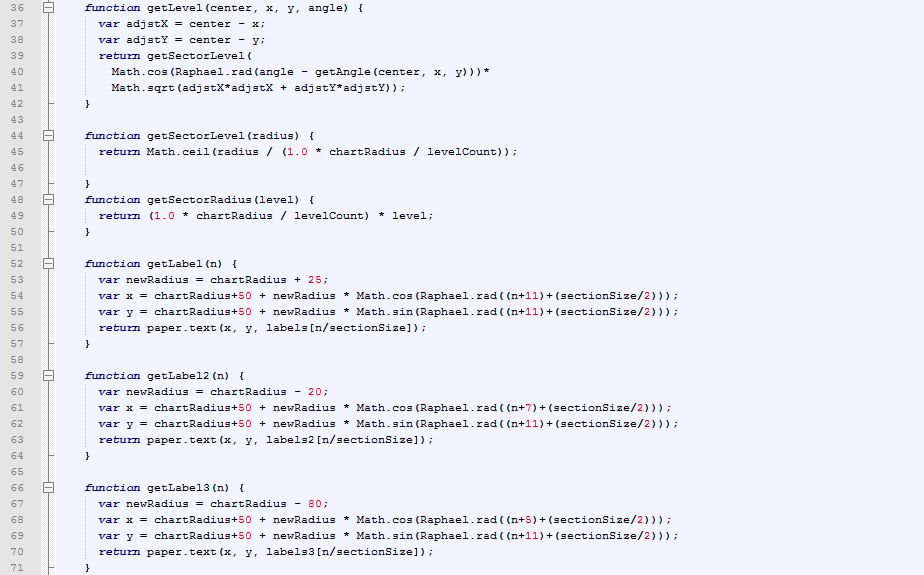 36 function getLevel(center, x, y, angle) {
37 var adjstX = center - x;
38 var adjstY = center - y;
39 return getSectorLevel(
40 Math.cos(Raphael.rad(angle - getAngle(center, x, y)))*
41 Math.sqrt(adjstX*adjstX + adjstY*adjstY));
42 }
43
44 function getSectorLevel(radius) {
45 return Math.ceil(radius / (1.0 * chartRadius / levelCount));
46
47 }
48 function getSectorRadius(level) {
49 return (1.0 * chartRadius / levelCount) * level;
50 }
51
52 function getLabel(n) {
53 var newRadius = chartRadius + 25;
54 var x = chartRadius+50 + newRadius * Math.cos(Raphael.rad((n+11)+(sectionSize/2)));
55 var y = chartRadius+50 + newRadius * Math.sin(Raphael.rad((n+11)+(sectionSize/2)));
56 return paper.text(x, y, labels[n/sectionSize]);
57 }
58
59 function getLabel2(n) {
60 var newRadius = chartRadius - 20;
61 var x = chartRadius+50 + newRadius * Math.cos(Raphael.rad((n+7)+(sectionSize/2)));
62 var y = chartRadius+50 + newRadius * Math.sin(Raphael.rad((n+11)+(sectionSize/2)));
63 return paper.text(x, y, labels2[n/sectionSize]);
64 }
65
66 function getLabel3(n) {
67 var newRadius = chartRadius - 80;
68 var x = chartRadius+50 + newRadius * Math.cos(Raphael.rad((n+5)+(sectionSize/2)));
69 var y = chartRadius+50 + newRadius * Math.sin(Raphael.rad((n+11)+(sectionSize/2)));
70 return paper.text(x, y, labels3[n/sectionSize]);
71 }